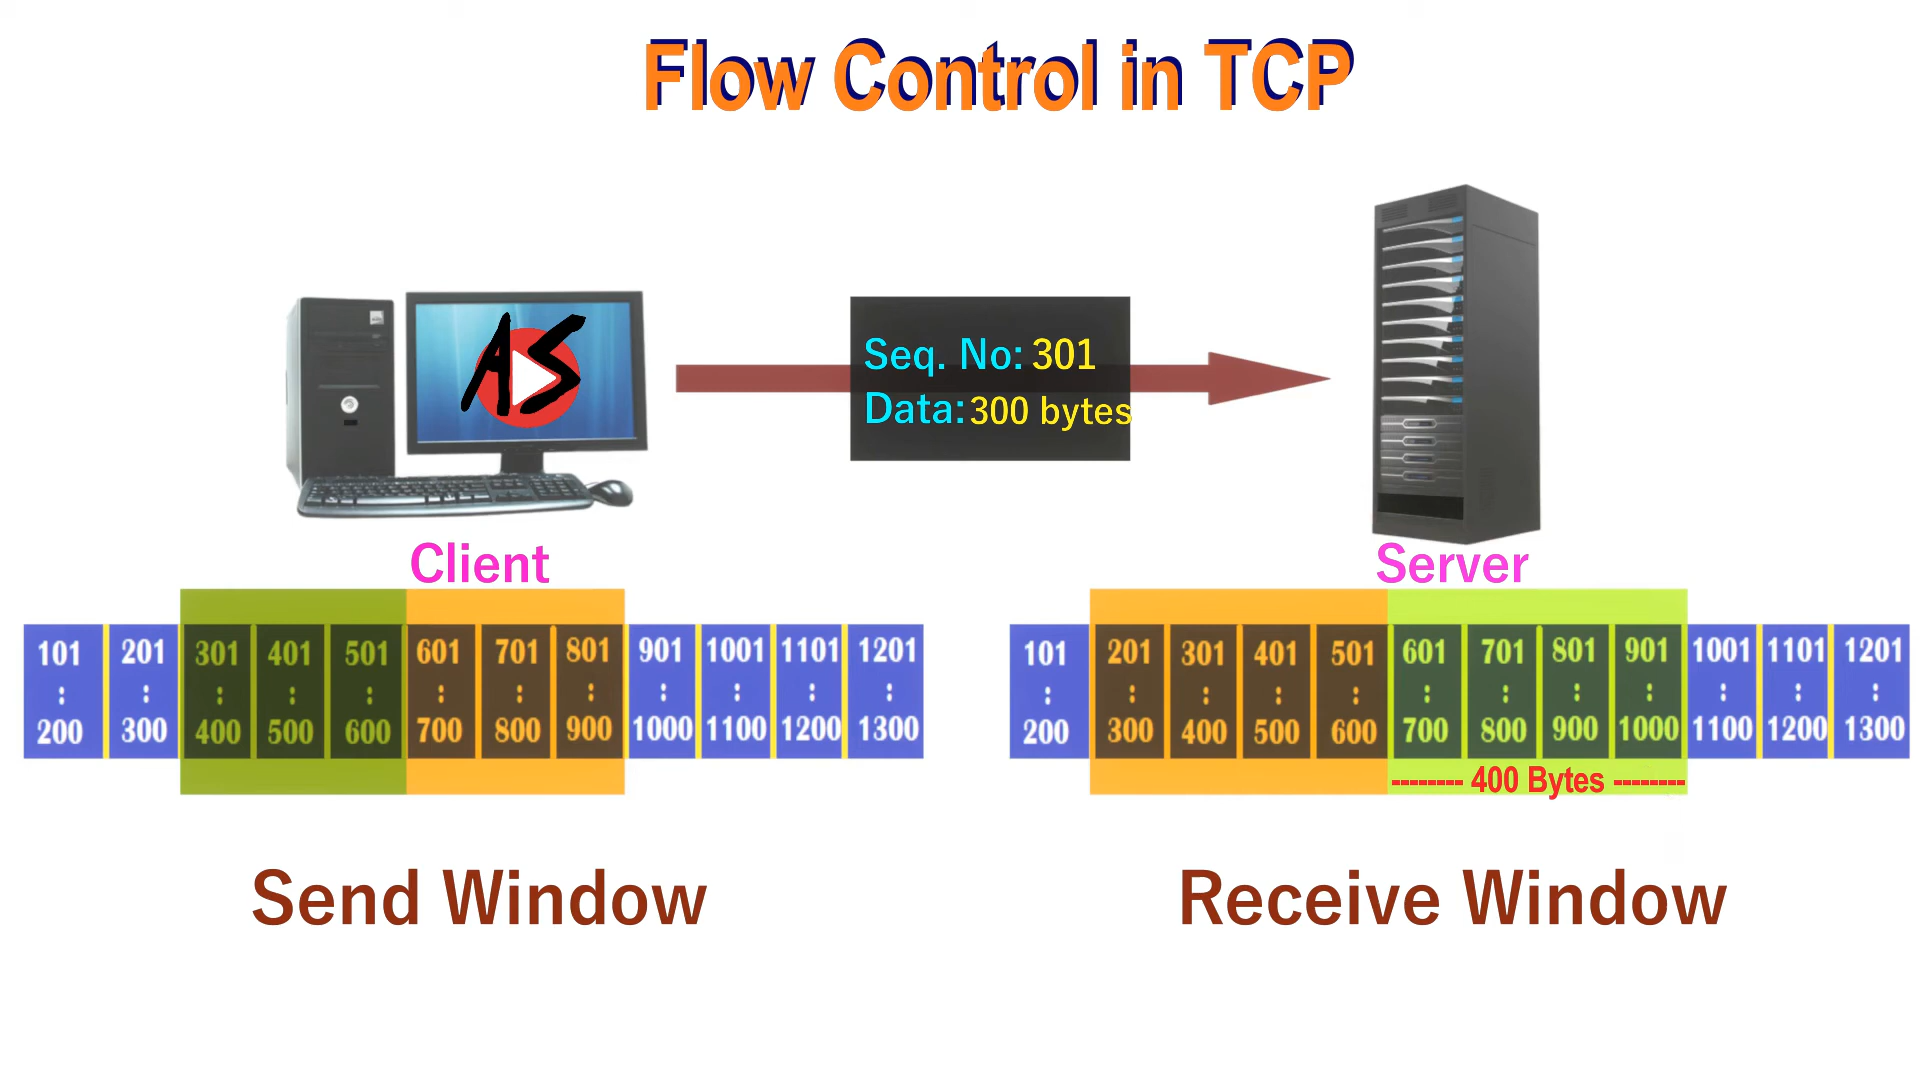 Flow Control in TCP
AS
Seq. No: 301
Data: 300 bytes
Client
Server
101 201 301 401 501 601 701 801 901 1001 1101 1201
: : : : : : : : : : : :
200 300 400 500 600 700 800 900 1000 1100 1200 1300
101 201 301 401 501 601 701 801 901 1001 1101 1201
: : : : : : : : : : : :
200 300 400 500 600 700 800 900 1000 1100 1200 1300
-------- 400 Bytes --------
Send Window
Receive Window